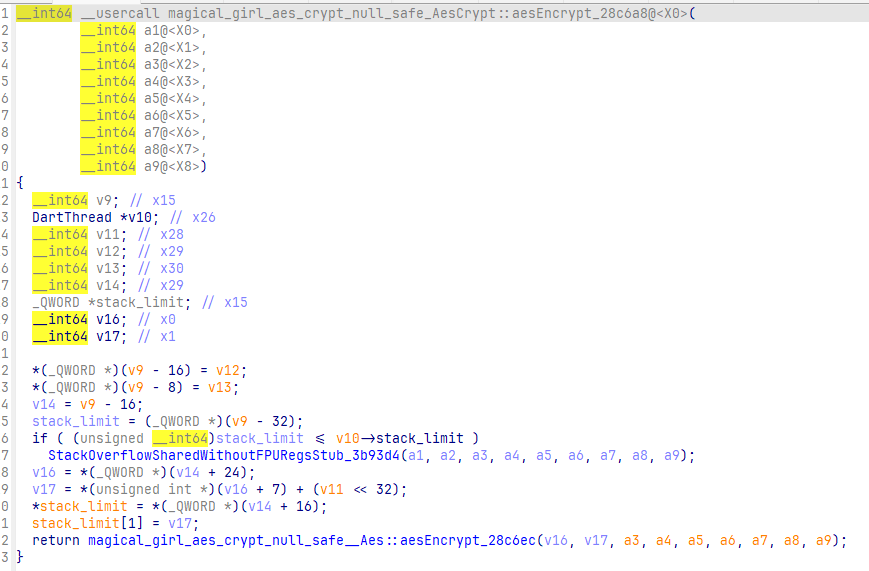 1 __int64 __usercall magical_girl_aes_crypt_null_safe_AesCrypt::aesEncrypt_28c6a8@<X0>(
2         __int64 a1@<X0>,
3         __int64 a2@<X1>,
4         __int64 a3@<X2>,
5         __int64 a4@<X3>,
6         __int64 a5@<X4>,
7         __int64 a6@<X5>,
8         __int64 a7@<X6>,
9         __int64 a8@<X7>,
0         __int64 a9@<X8>)
1 {
2   __int64 v9; // x15
3   DartThread *v10; // x26
4   __int64 v11; // x28
5   __int64 v12; // x29
6   __int64 v13; // x30
7   __int64 v14; // x29
8   _QWORD *stack_limit; // x15
9   __int64 v16; // x0
0   __int64 v17; // x1
1
2   *(_QWORD *)(v9 - 16) = v12;
3   *(_QWORD *)(v9 - 8) = v13;
4   v14 = v9 - 16;
5   stack_limit = (_QWORD *)(v9 - 32);
6   if ( (unsigned __int64)stack_limit <= v10->stack_limit )
7     StackOverflowSharedWithoutFPURegsStub_3b93d4(a1, a2, a3, a4, a5, a6, a7, a8, a9);
8   v16 = *(_QWORD *)(v14 + 24);
9   v17 = *(unsigned int *)(v16 + 7) + (v11 << 32);
0   *stack_limit = *(_QWORD *)(v14 + 16);
1   stack_limit[1] = v17;
2   return magical_girl_aes_crypt_null_safe__Aes::aesEncrypt_28c6ec(v16, v17, a3, a4, a5, a6, a7, a8, a9);
3 }